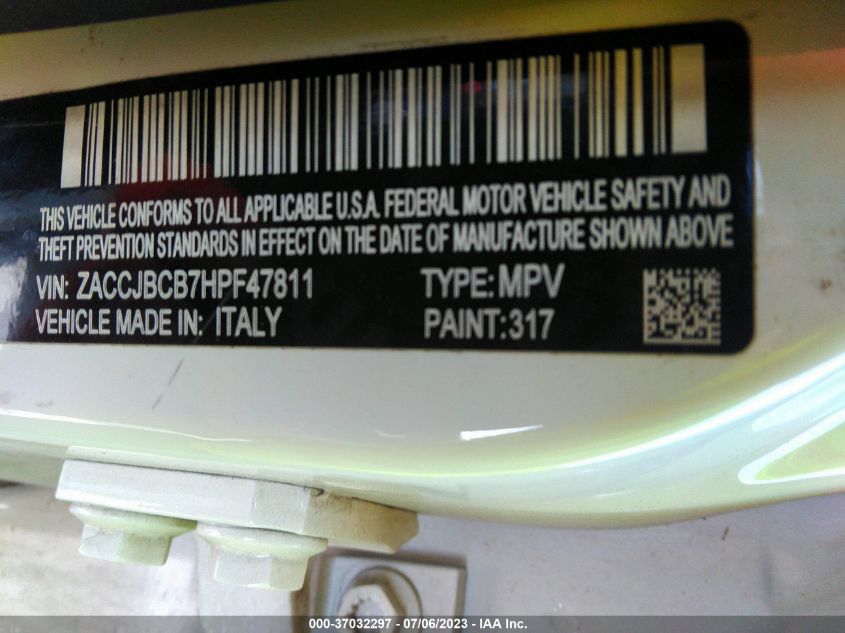 THIS VEHICLE CONFORMS TO ALL APPLICABLE U.S.A. FEDERAL MOTOR VEHICLE SAFETY AND
THEFT PREVENTION STANDARDS IN EFFECT ON THE DATE OF MANUFACTURE SHOWN ABOVE
VIN: ZACCJBCB7HPF47811 TYPE: MPV
VEHICLE MADE IN: ITALY PAINT: 317
000-37032297 - 07/06/2023 - IAA Inc.